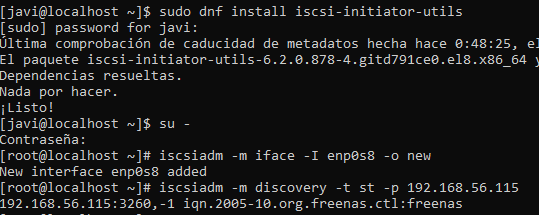 [javi@localhost ~]$ sudo dnf install iscsi-initiator-utils
[sudo] password for javi:
Última comprobación de caducidad de metadatos hecha hace 0:48:25, el
El paquete iscsi-initiator-utils-6.2.0.878-4.gitd791ce0.el8.x86_64 y
Dependencias resueltas.
Nada por hacer.
¡Listo!
[javi@localhost ~]$ su -
Contraseña:
[root@localhost ~]# iscsiadm -m iface -I enp0s8 -o new
New interface enp0s8 added
[root@localhost ~]# iscsiadm -m discovery -t st -p 192.168.56.115
192.168.56.115:3260,-1 iqn.2005-10.org.freenas.ctl:freenas